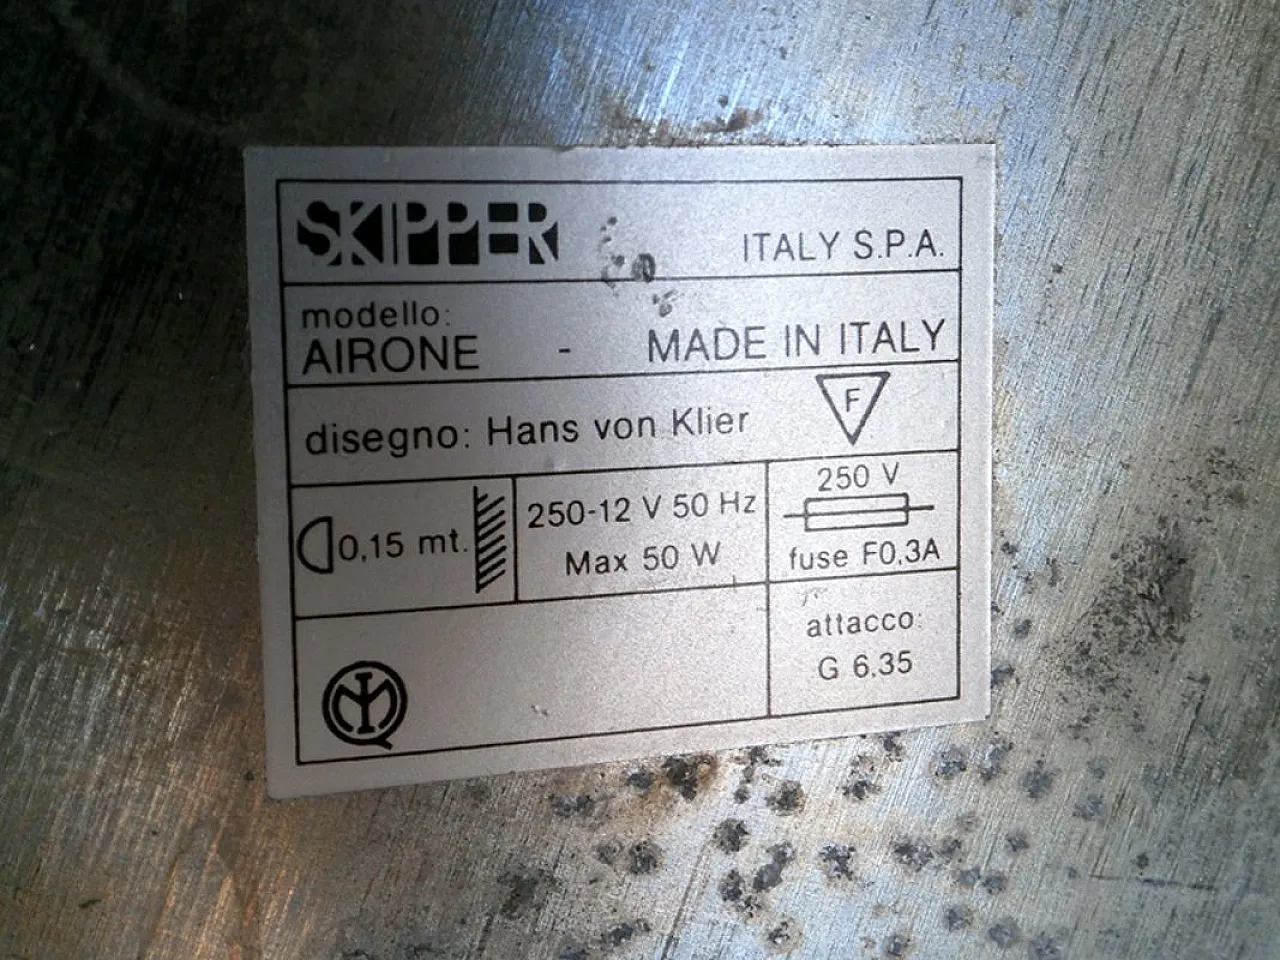 SKIPPER ITALY S.P.A.
modello:
AIRONE - MADE IN ITALY
disegno: Hans von Klier F
0,15 mt.
250-12 V 50 Hz
Max 50 W
250 V
fuse F0,3A
attacco:
G 6.35
IMQ